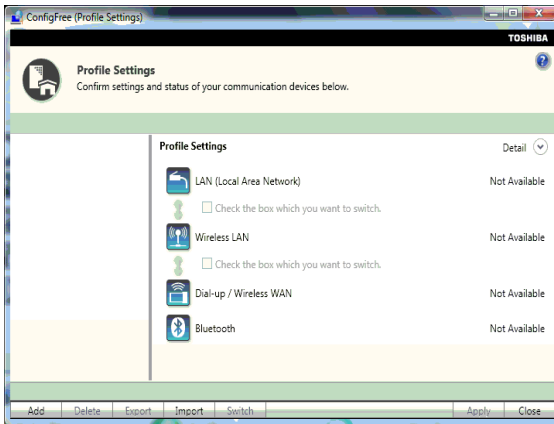 ConfigFree (Profile Settings)
TOSHIBA
Profile Settings
Confirm settings and status of your communication devices below.
?
Profile Settings
Detail
LAN (Local Area Network)
Not Available
Check the box which you want to switch.
Wireless LAN
Not Available
Check the box which you want to switch.
Dial-up / Wireless WAN
Not Available
Bluetooth
Not Available
Add
Delete
Export
Import
Switch
Apply
Close